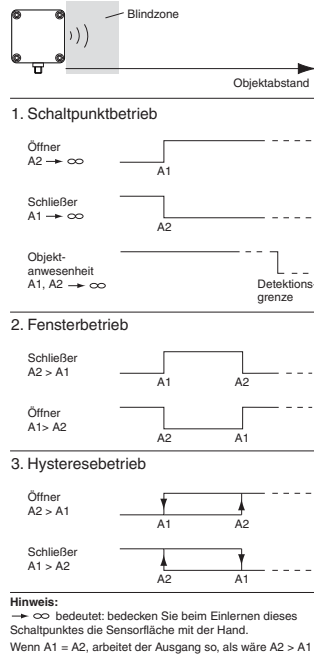 Blindzone
Objektabstand
1. Schaltpunktbetrieb
Öffner
A2 → ∞
A1
Schließer
A1 → ∞
A2
Objekt-
anwesenheit
A1, A2 → ∞
Detektions-
grenze
2. Fensterbetrieb
Schließer
A2 > A1
A1 A2
Öffner
A1> A2
A2 A1
3. Hysteresebetrieb
Öffner
A2 > A1
A1 A2
Schließer
A1 > A2
A2 A1
Hinweis:
→ ∞ bedeutet: bedecken Sie beim Einlernen dieses
Schaltpunktes die Sensorfläche mit der Hand.
Wenn A1 = A2, arbeitet der Ausgang so, als wäre A2 > A1